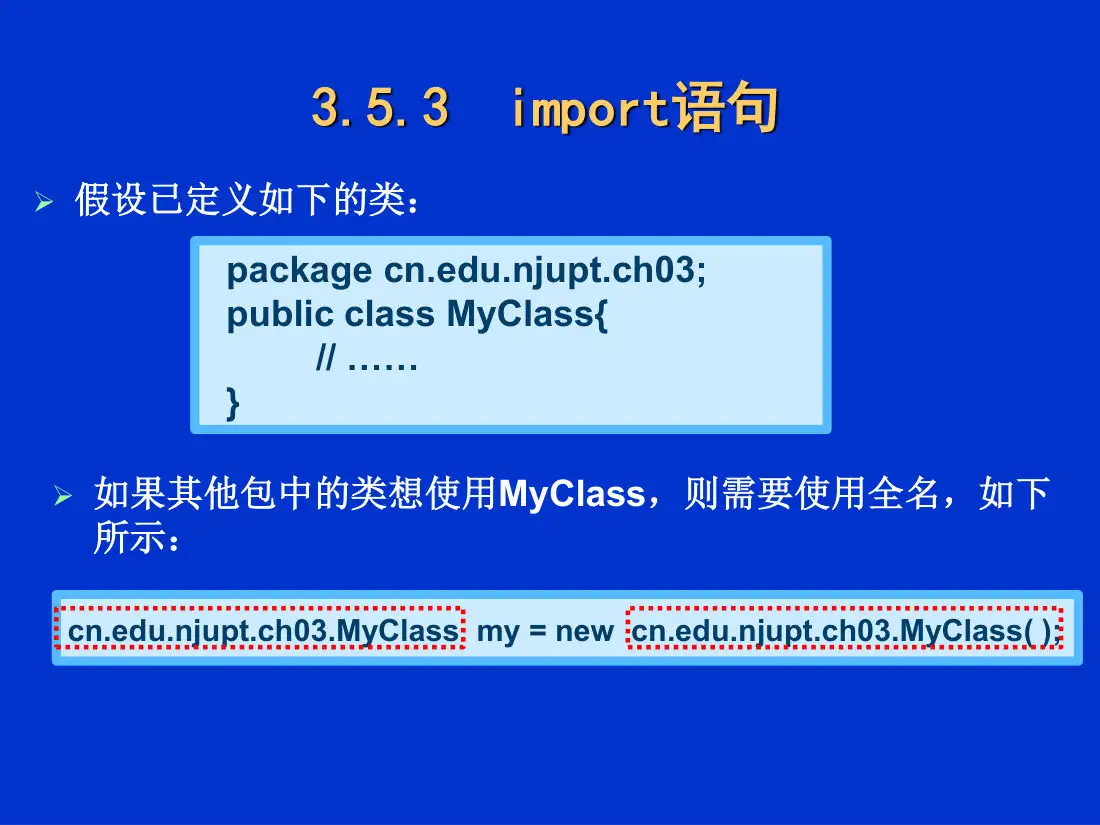 3.5.3 import语句
假设已定义如下的类：
package cn.edu.njupt.ch03;
public class MyClass{
// ……
}
如果其他包中的类想使用MyClass，则需要使用全名，如下
所示：
cn.edu.njupt.ch03.MyClass my = new cn.edu.njupt.ch03.MyClass( );